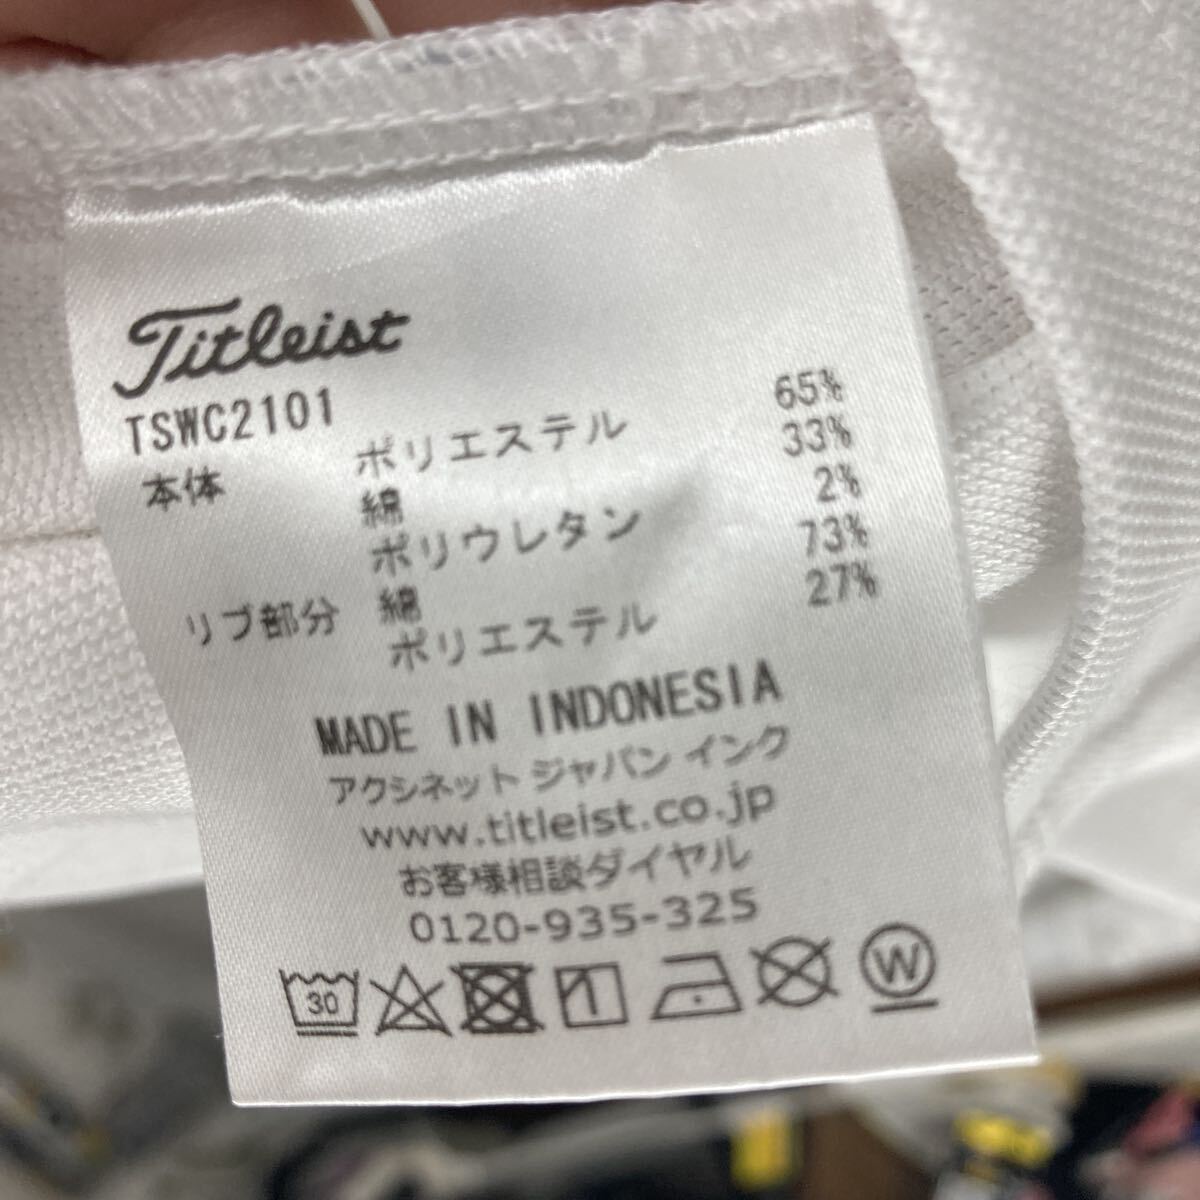 Titleist
TSWC2101
本体 ポリエステル 65%
綿 33%
ポリウレタン 2%
リブ部分 綿 73%
ポリエステル 27%
MADE IN INDONESIA
アクシネット ジャパン インク
www.titleist.co.jp
お客様相談ダイヤル
0120-935-325
30 W